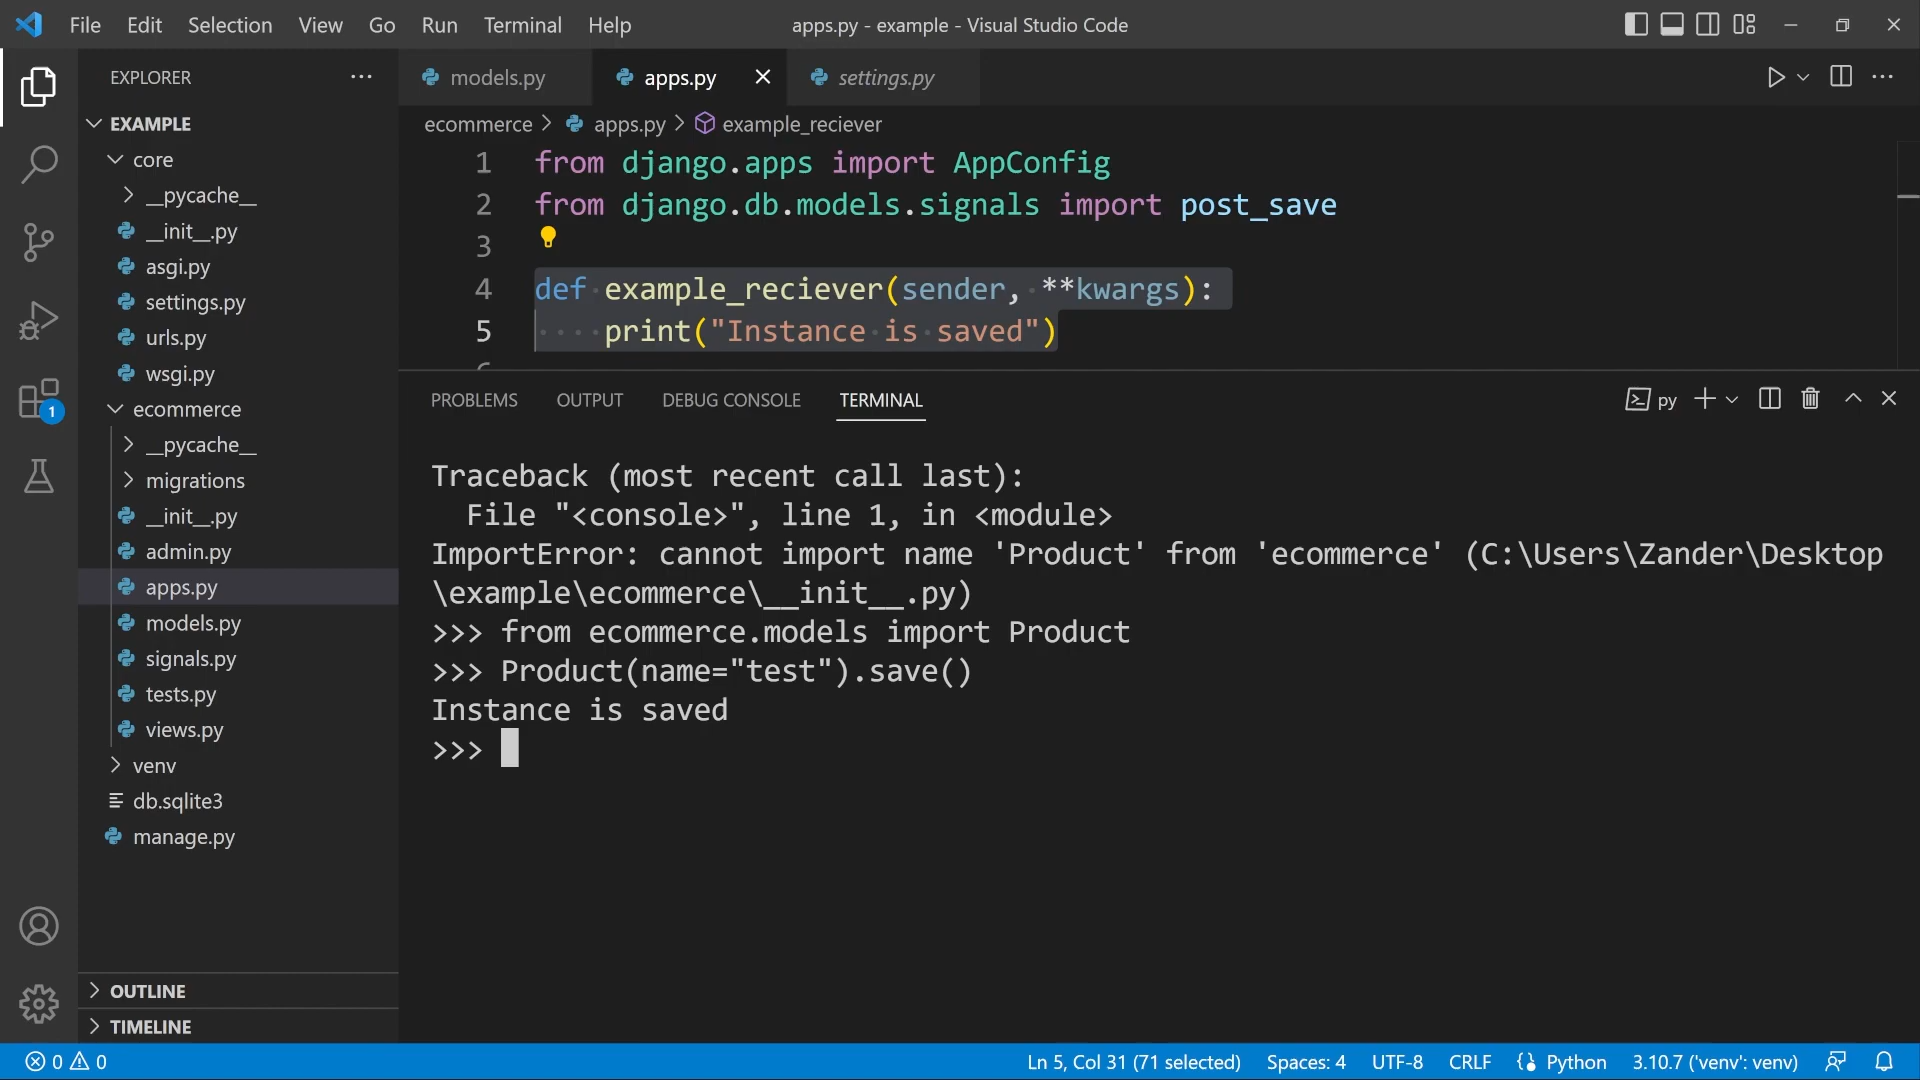 File Edit Selection View Go Run Terminal Help
apps.py - example - Visual Studio Code
EXPLORER
EXAMPLE
core
__pycache__
__init__.py
asgi.py
settings.py
urls.py
wsgi.py
ecommerce
__pycache__
migrations
__init__.py
admin.py
apps.py
models.py
signals.py
tests.py
views.py
venv
db.sqlite3
manage.py
OUTLINE
TIMELINE
1
models.py apps.py settings.py
ecommerce > apps.py > example_reciever
1 from django.apps import AppConfig
2 from django.db.models.signals import post_save
3
4 def example_reciever(sender, **kwargs):
5 print("Instance is saved")
PROBLEMS OUTPUT DEBUG CONSOLE TERMINAL
py
Traceback (most recent call last):
File "<console>", line 1, in <module>
ImportError: cannot import name 'Product' from 'ecommerce' (C:\Users\Zander\Desktop
\example\ecommerce\__init__.py)
>>> from ecommerce.models import Product
>>> Product(name="test").save()
Instance is saved
>>>
0 0 Ln 5, Col 31 (71 selected) Spaces: 4 UTF-8 CRLF Python 3.10.7 ('venv': venv)